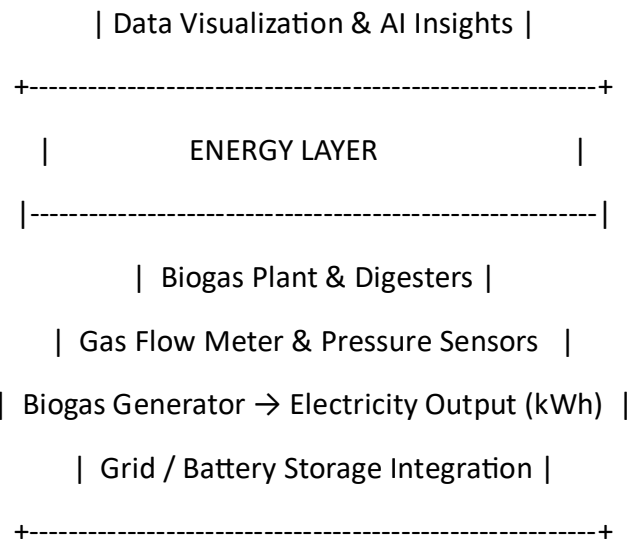 | Data Visualization & AI Insights |
+----------------------------------------------------------+
| ENERGY LAYER |
|----------------------------------------------------------|
| Biogas Plant & Digesters |
| Gas Flow Meter & Pressure Sensors |
| Biogas Generator → Electricity Output (kWh) |
| Grid / Battery Storage Integration |
+----------------------------------------------------------+